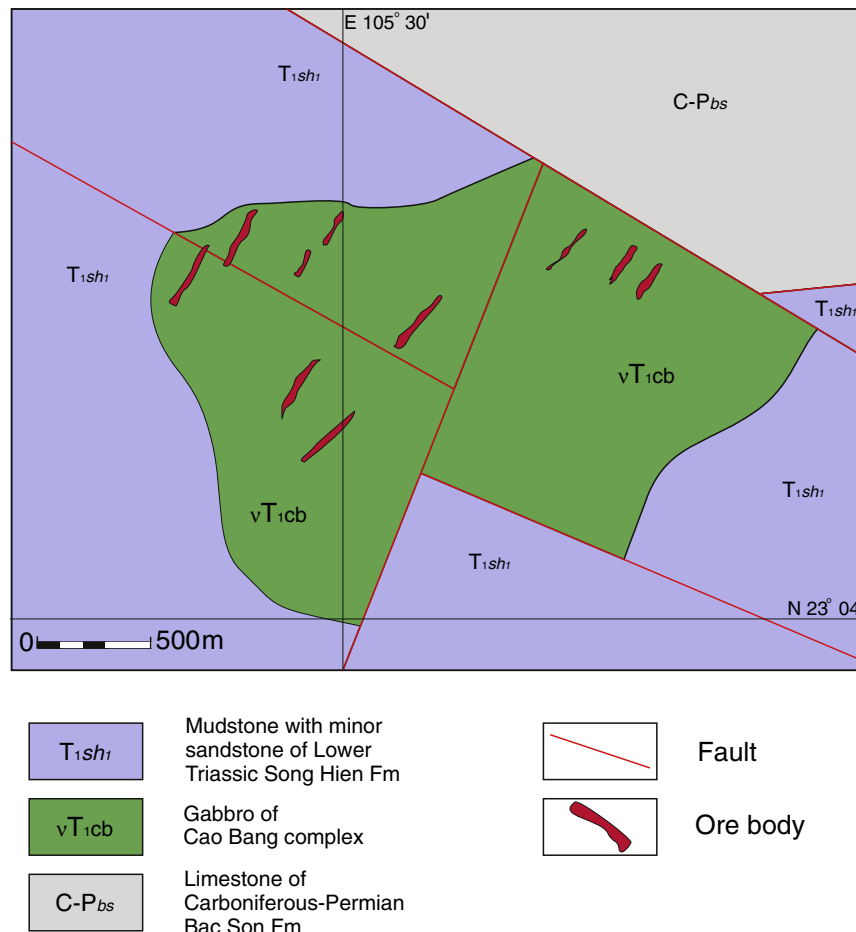 E 105° 30'
T₁sh₁
C-Pbs
T₁sh₁
T₁sh₁
νT₁cb
T₁sh₁
νT₁cb
T₁sh₁
N 23° 04
0 500m
T₁sh₁
Mudstone with minor
sandstone of Lower
Triassic Song Hien Fm
Fault
νT₁cb
Gabbro of
Cao Bang complex
Ore body
C-Pbs
Limestone of
Carboniferous-Permian
Bac Son Fm